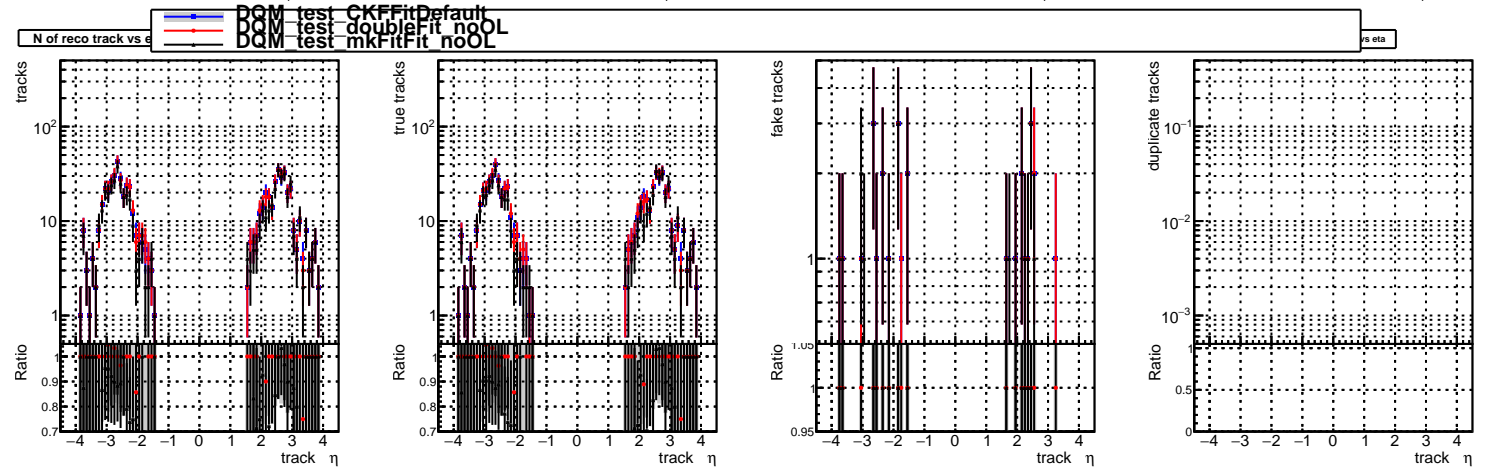 DQM_test_CKFFitDefault
DQM_test_doubleFit_noOL
DQM_test_mkFitFit_noOL
N of reco track vs e
vs eta
tracks
10²
10
1
Ratio
1
0.9
0.8
0.7
−4 −3 −2 −1 0 1 2 3 4
track η
true tracks
10²
10
1
Ratio
1
0.9
0.8
0.7
−4 −3 −2 −1 0 1 2 3 4
track η
fake tracks
1
Ratio
1.05
1
0.95
−4 −3 −2 −1 0 1 2 3 4
track η
duplicate tracks
10⁻¹
10⁻²
10⁻³
Ratio
1
0.5
0
−4 −3 −2 −1 0 1 2 3 4
track η